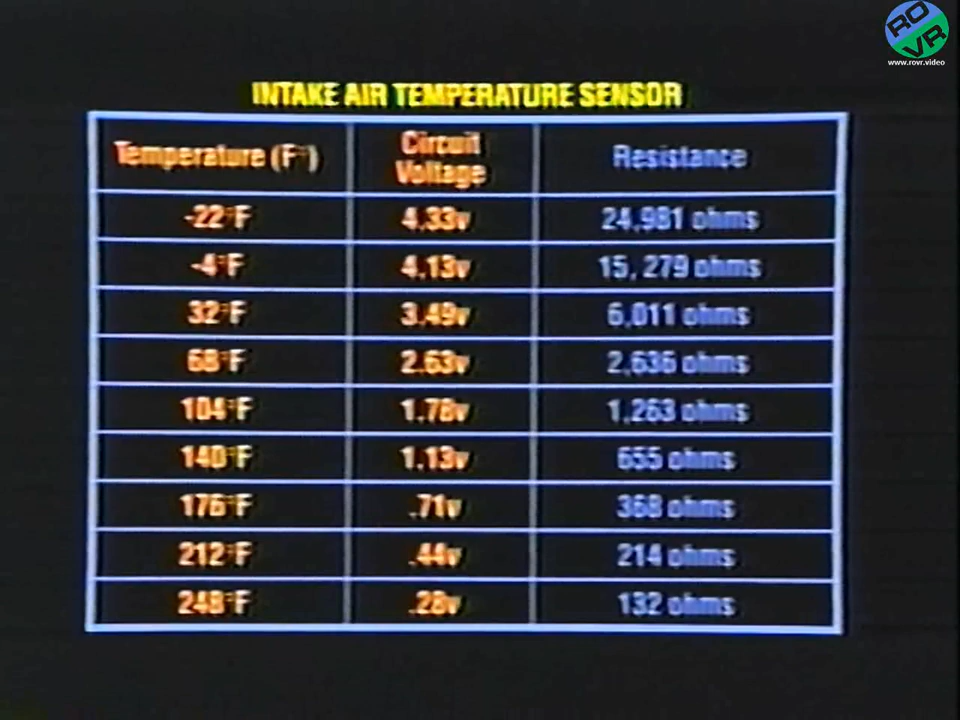 RO
VR
www.rovr.video
INTAKE AIR TEMPERATURE SENSOR
Temperature (F°) Circuit Voltage Resistance
-22°F 4.33v 24,981 ohms
-4°F 4.13v 15, 279 ohms
32°F 3.49v 6,011 ohms
68°F 2.63v 2,636 ohms
104°F 1.78v 1,263 ohms
140°F 1.13v 655 ohms
176°F .71v 368 ohms
212°F .44v 214 ohms
248°F .28v 132 ohms